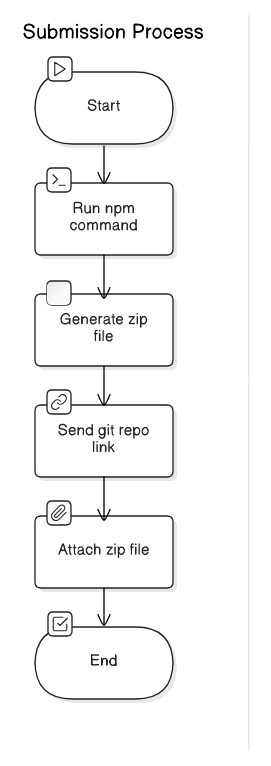 Submission Process
Start
Run npm
command
Generate zip
file
Send git repo
link
Attach zip file
End